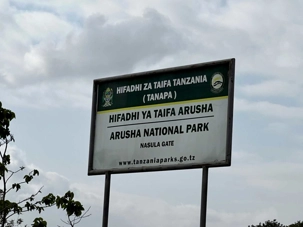 HIFADHI ZA TAIFA TANZANIA
( TANAPA )
HIFADHI YA TAIFA ARUSHA
ARUSHA NATIONAL PARK
NASULA GATE
www.tanzaniaparks.go.tz